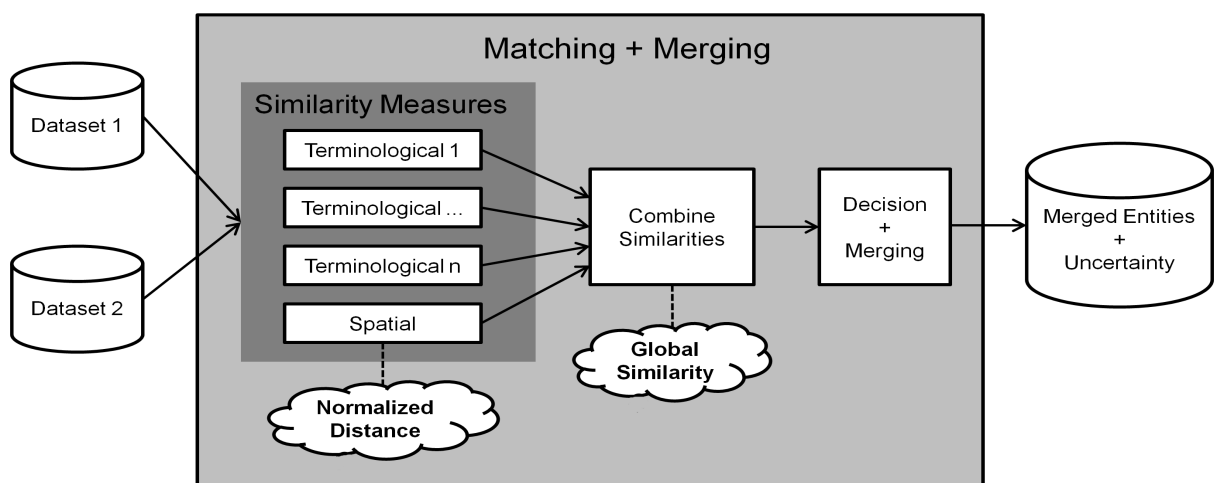 Matching + Merging
Dataset 1
Dataset 2
Similarity Measures
Terminological 1
Terminological ...
Terminological n
Spatial
Normalized
Distance
Combine
Similarities
Global
Similarity
Decision
+
Merging
Merged Entities
+
Uncertainty